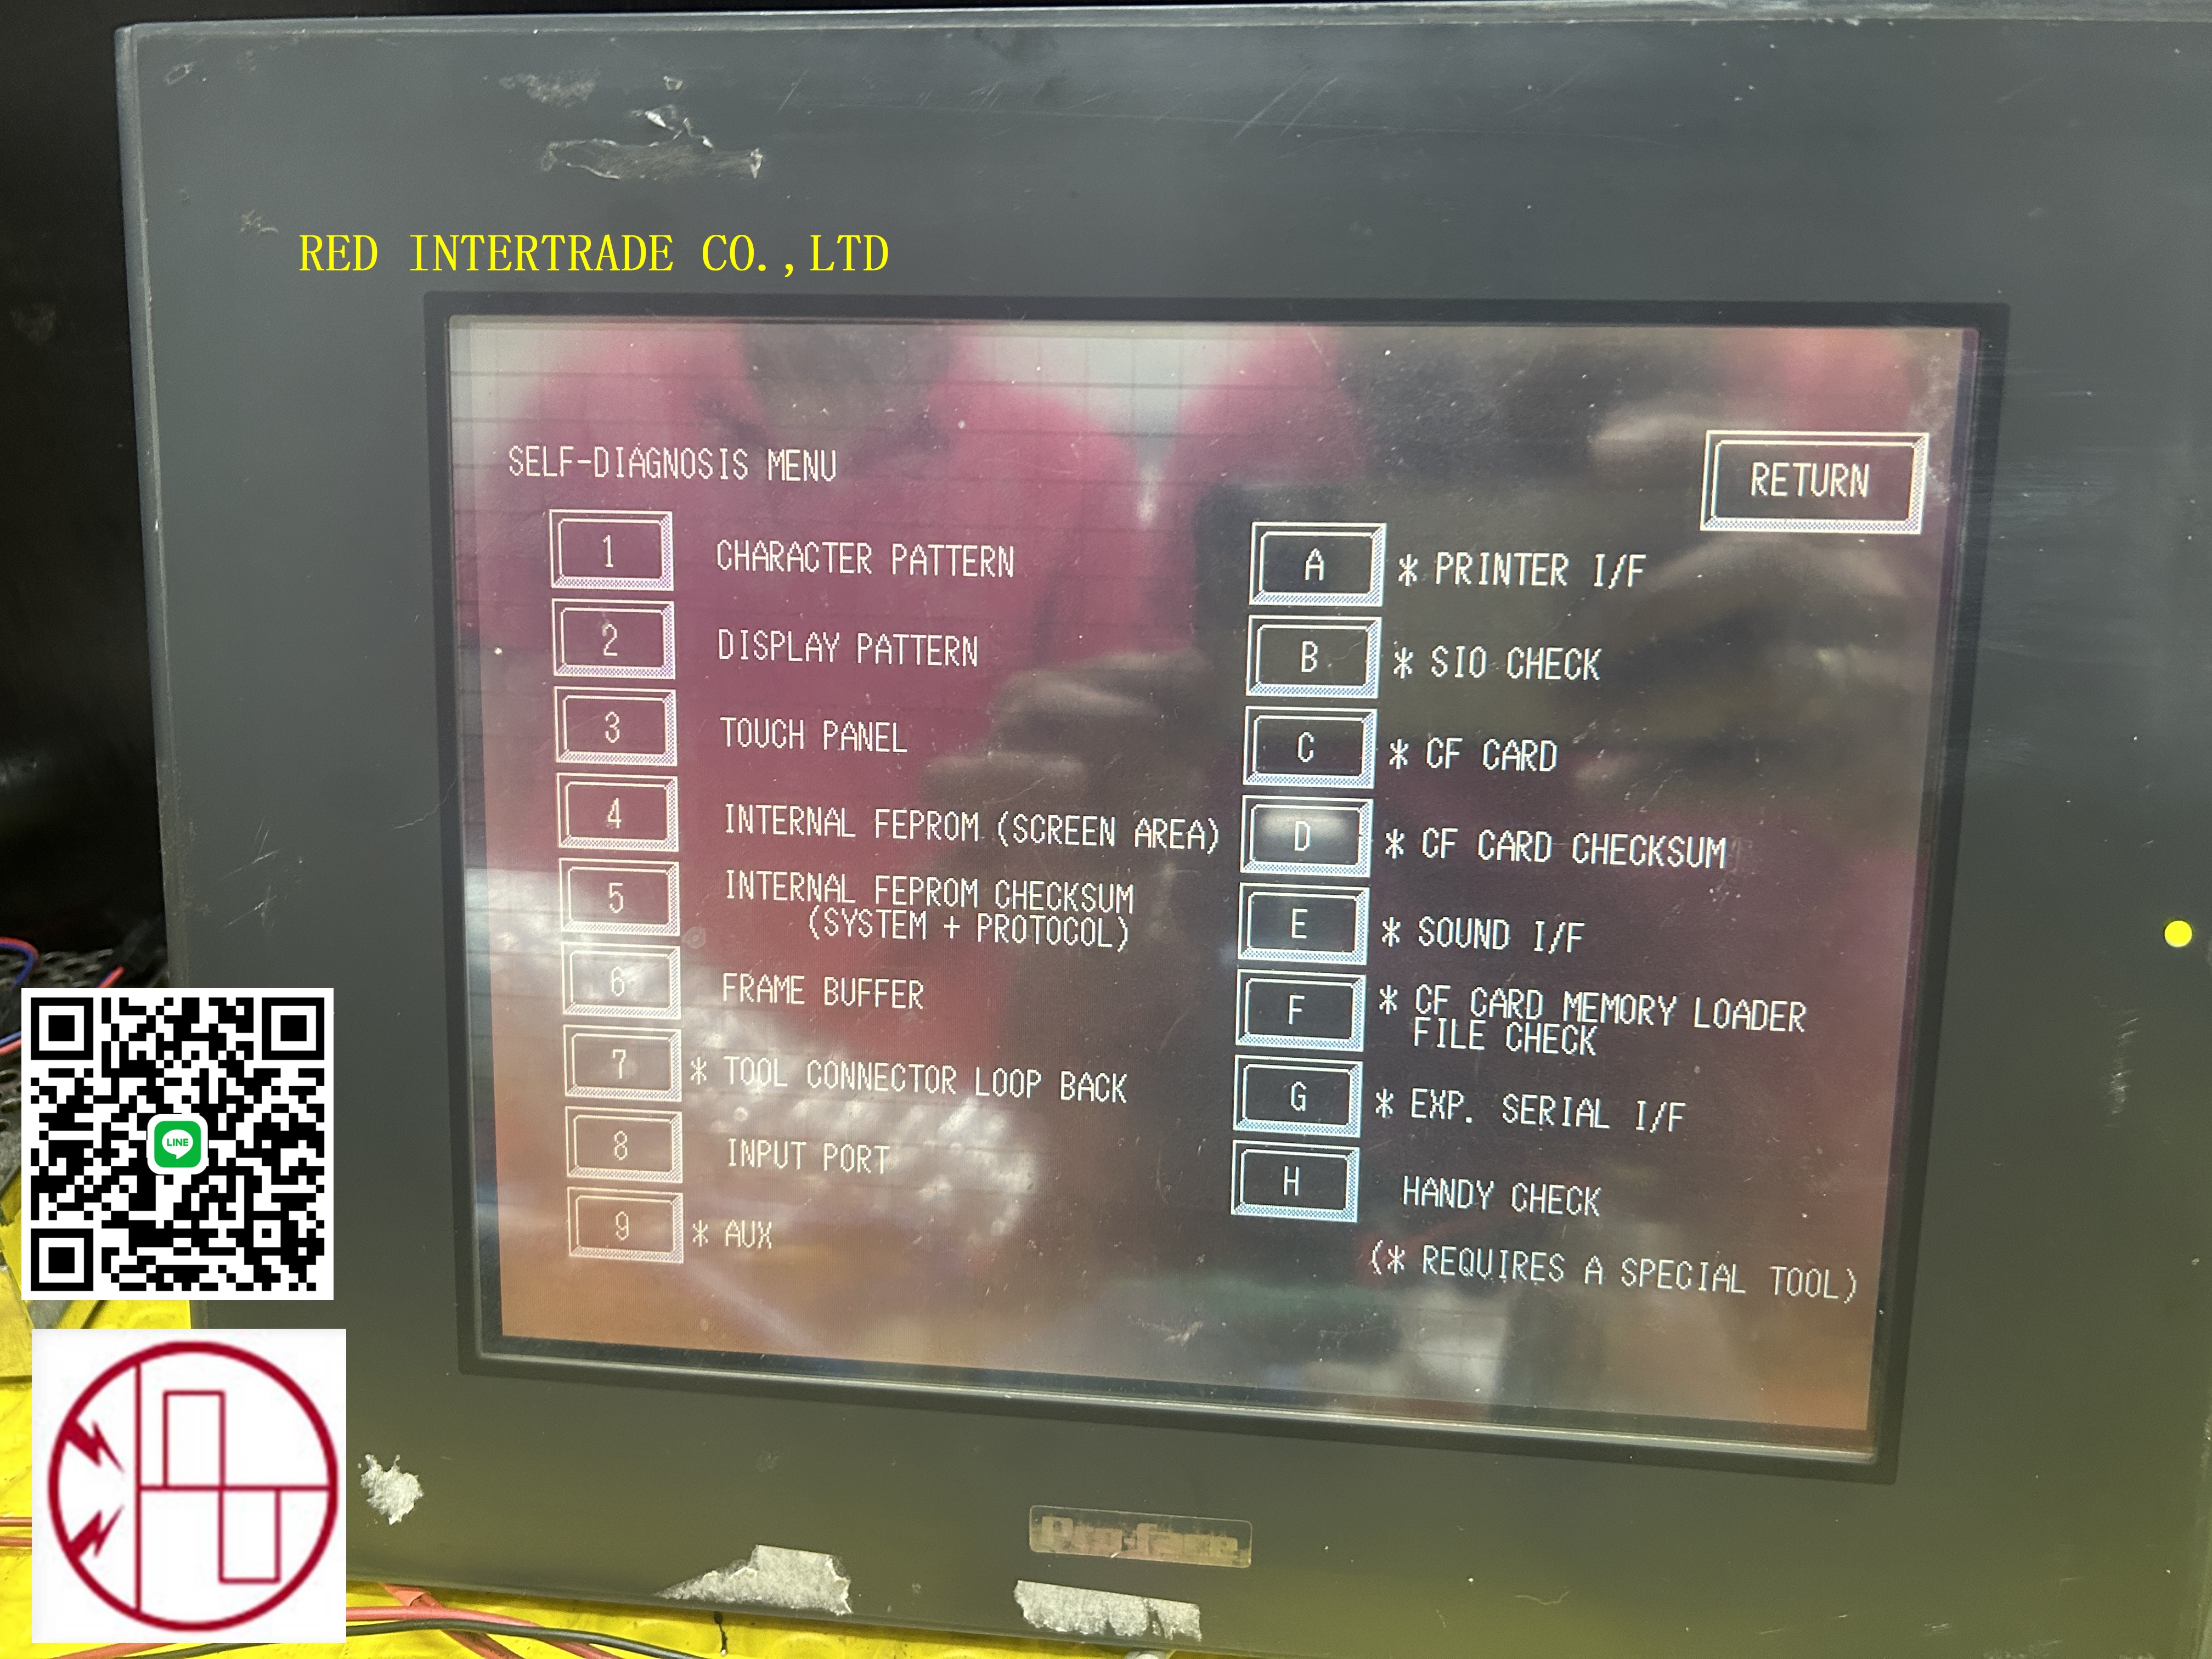 RED INTERTRADE CO.,LTD
SELF-DIAGNOSIS MENU
RETURN
1 CHARACTER PATTERN
2 DISPLAY PATTERN
3 TOUCH PANEL
4 INTERNAL FEPROM (SCREEN AREA)
5 INTERNAL FEPROM CHECKSUM
(SYSTEM + PROTOCOL)
6 FRAME BUFFER
7 * TOOL CONNECTOR LOOP BACK
8 INPUT PORT
9 * AUX
A * PRINTER I/F
B * SIO CHECK
C * CF CARD
D * CF CARD CHECKSUM
E * SOUND I/F
F * CF CARD MEMORY LOADER
FILE CHECK
G * EXP. SERIAL I/F
H HANDY CHECK
(* REQUIRES A SPECIAL TOOL)
LINE
Pro-face